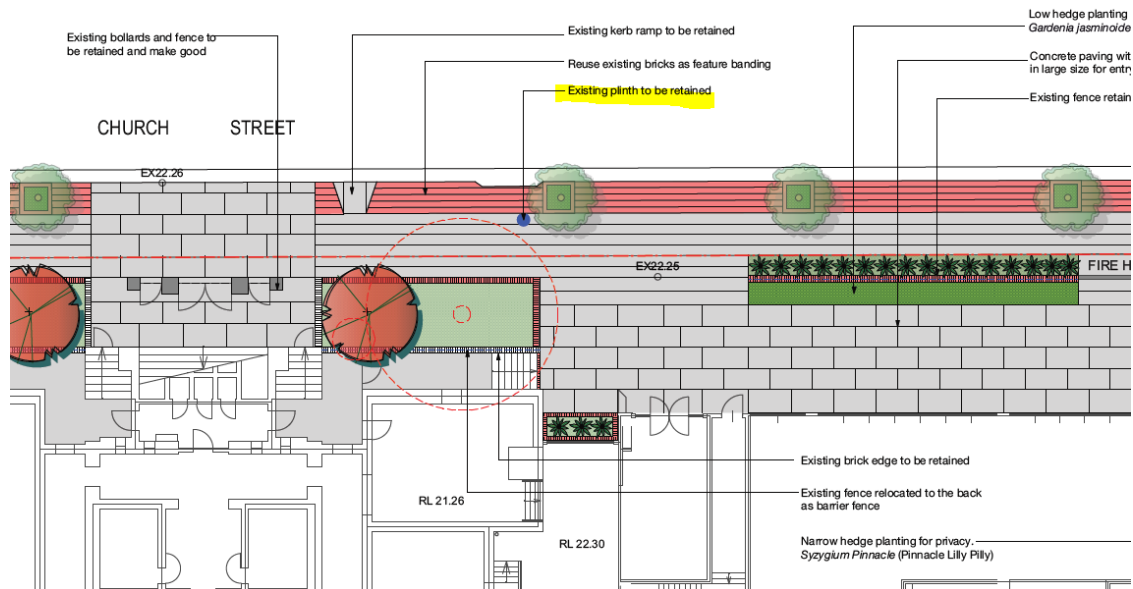 Low hedge planting
Gardenia jasminoide
Existing bollards and fence to
be retained and make good
Existing kerb ramp to be retained
Concrete paving wit
in large size for entry
Reuse existing bricks as feature banding
Existing plinth to be retained
Existing fence retain
CHURCH STREET
EX22.26
EX22.25
FIRE H
Existing brick edge to be retained
RL 21.26
Existing fence relocated to the back
as barrier fence
RL 22.30
Narrow hedge planting for privacy.
Syzygium Pinnacle (Pinnacle Lilly Pilly)